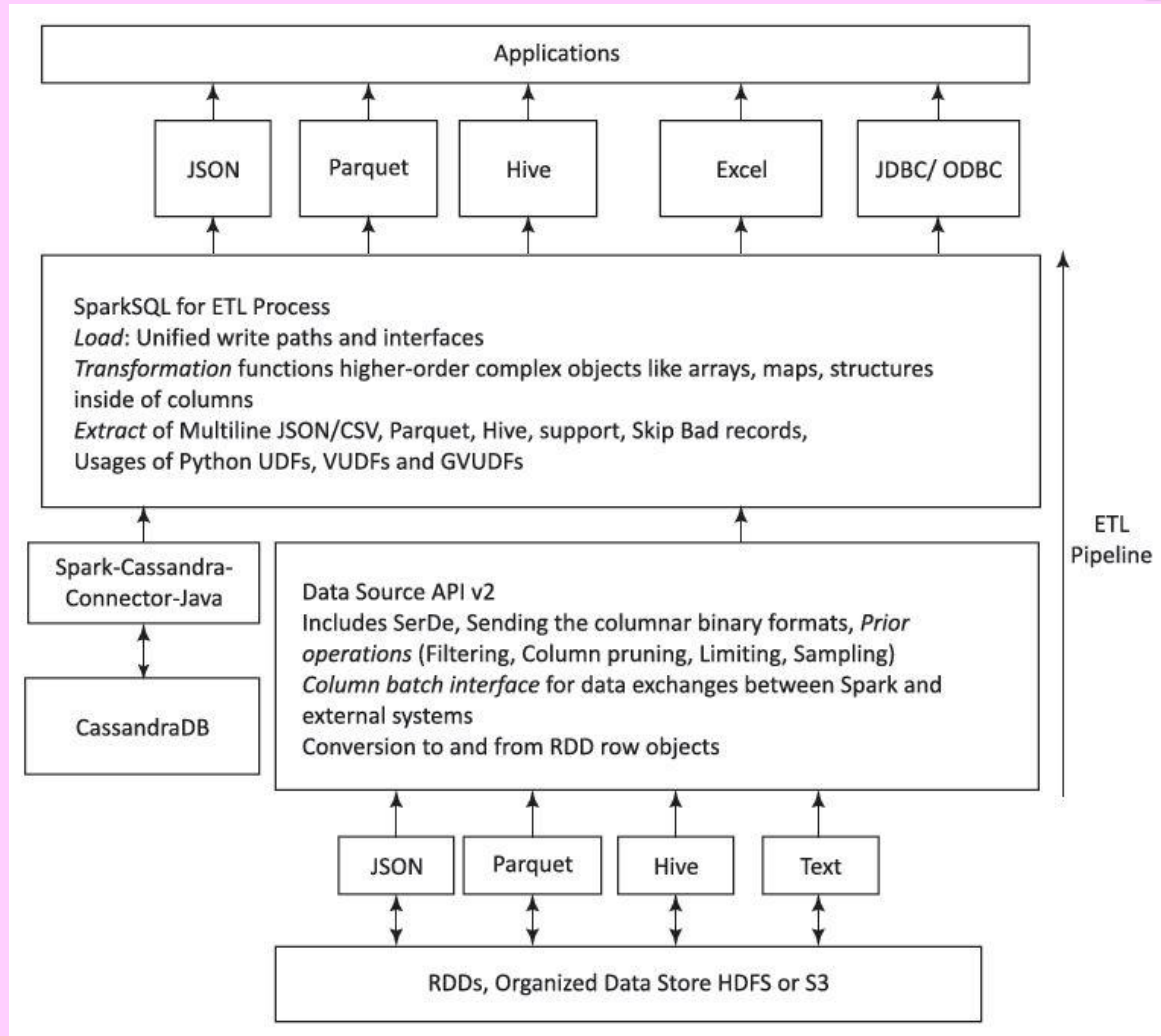 Applications
JSON
Parquet
Hive
Excel
JDBC/ ODBC
SparkSQL for ETL Process
Load: Unified write paths and interfaces
Transformation functions higher-order complex objects like arrays, maps, structures
inside of columns
Extract of Multiline JSON/CSV, Parquet, Hive, support, Skip Bad records,
Usages of Python UDFs, VUDFs and GVUDFs
ETL
Pipeline
Spark-Cassandra-
Connector-Java
CassandraDB
Data Source API v2
Includes SerDe, Sending the columnar binary formats, Prior
operations (Filtering, Column pruning, Limiting, Sampling)
Column batch interface for data exchanges between Spark and
external systems
Conversion to and from RDD row objects
JSON
Parquet
Hive
Text
RDDs, Organized Data Store HDFS or S3